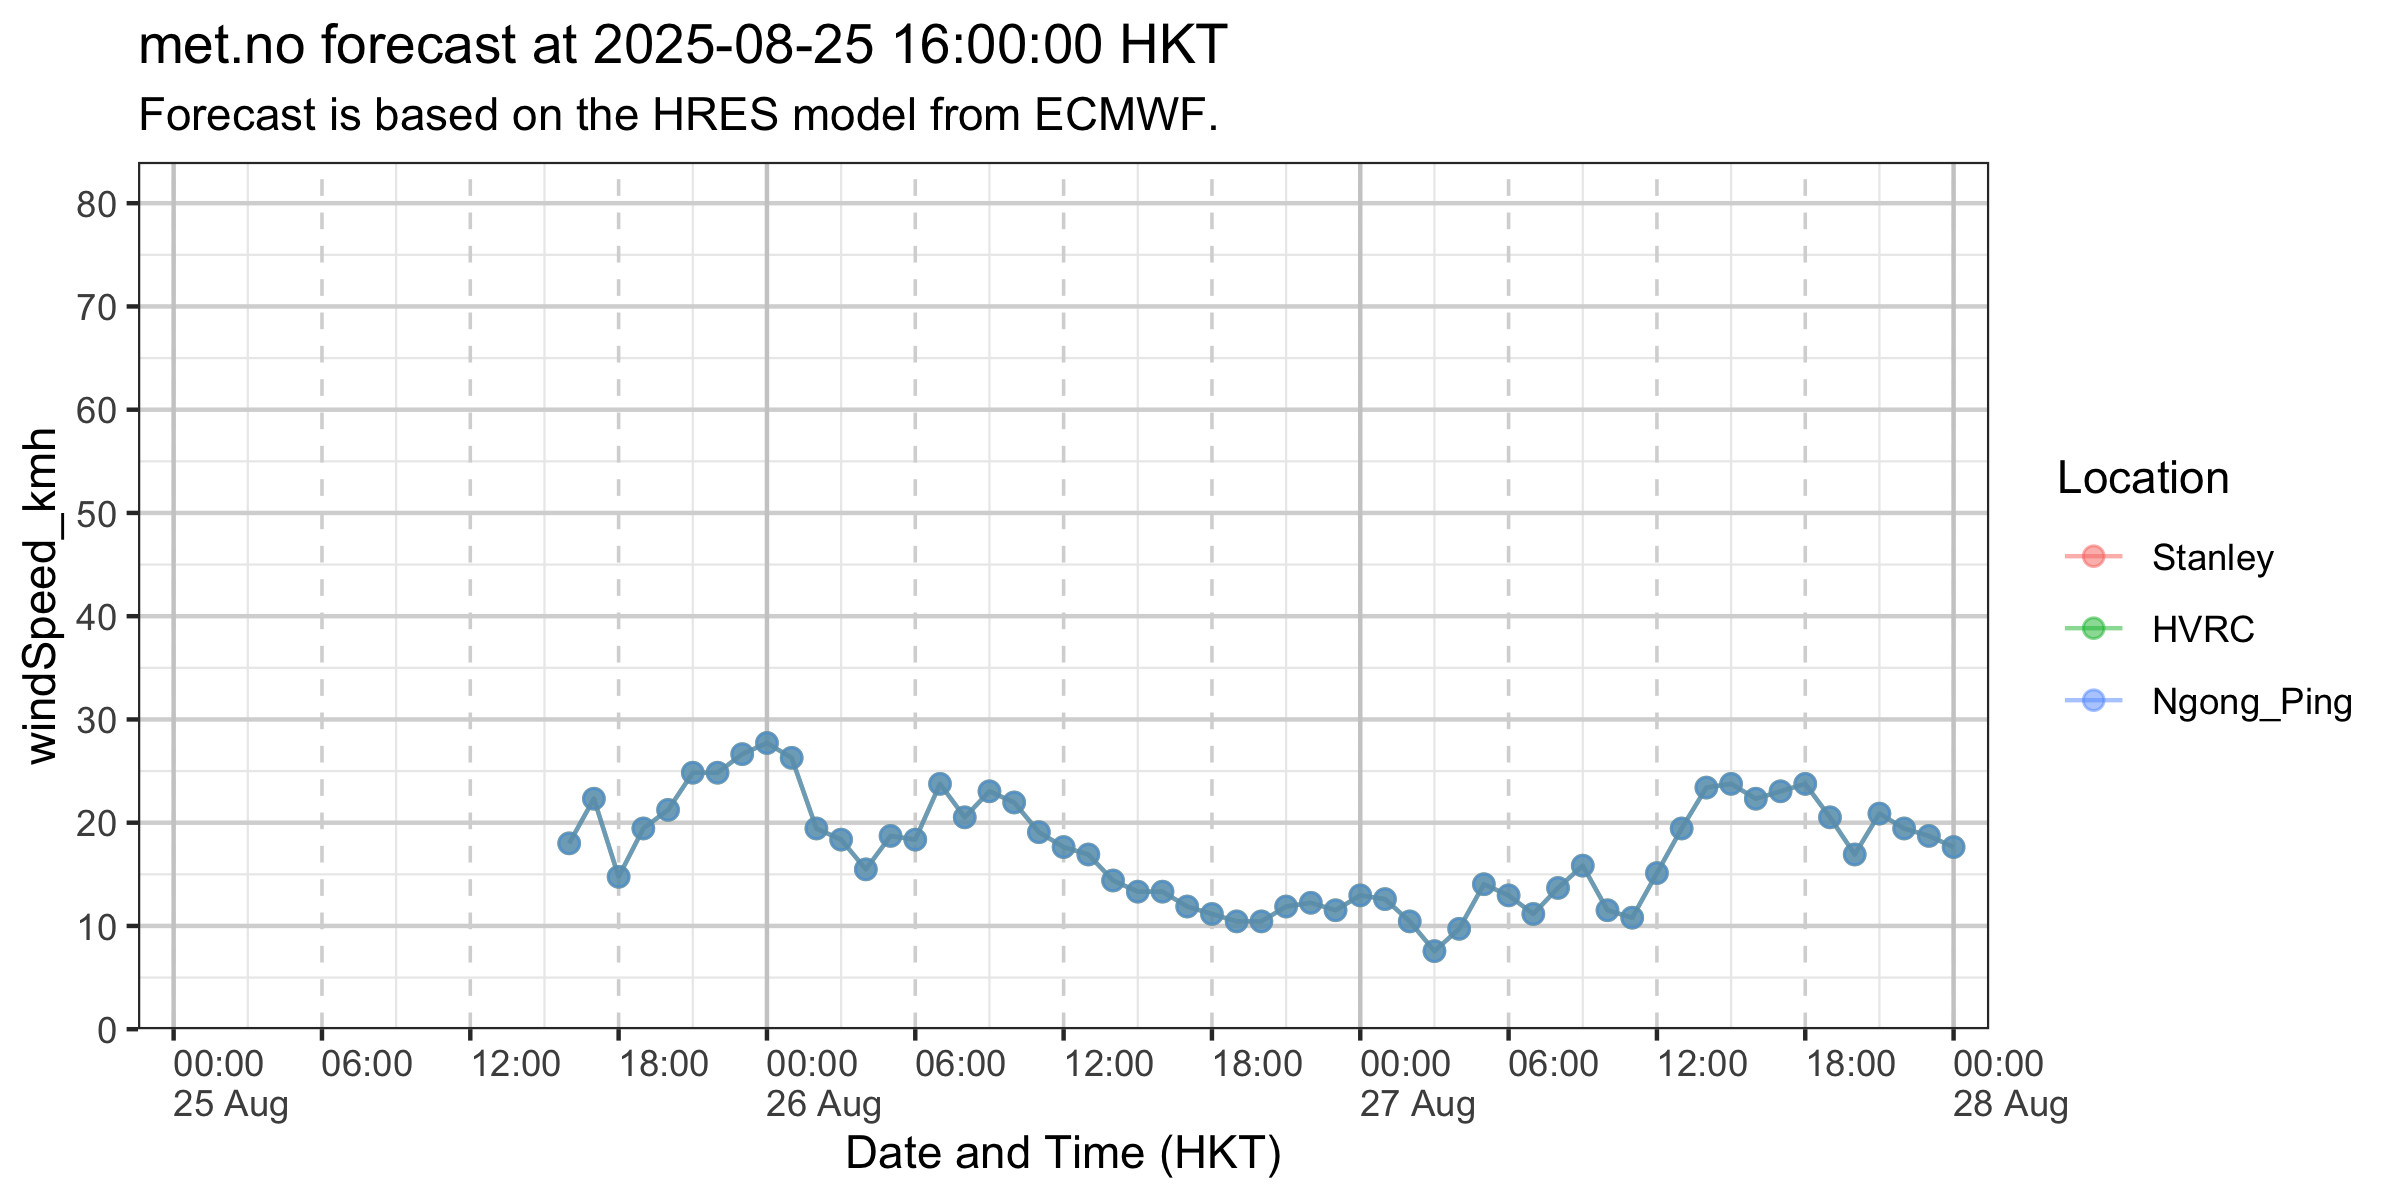 met.no forecast at 2025-08-25 16:00:00 HKT
Forecast is based on the HRES model from ECMWF.
windSpeed_kmh
80
70
60
50
40
30
20
10
0
00:00 06:00 12:00 18:00 00:00 06:00 12:00 18:00 00:00 06:00 12:00 18:00 00:00
25 Aug 26 Aug 27 Aug 28 Aug
Date and Time (HKT)
Location
Stanley
HVRC
Ngong_Ping